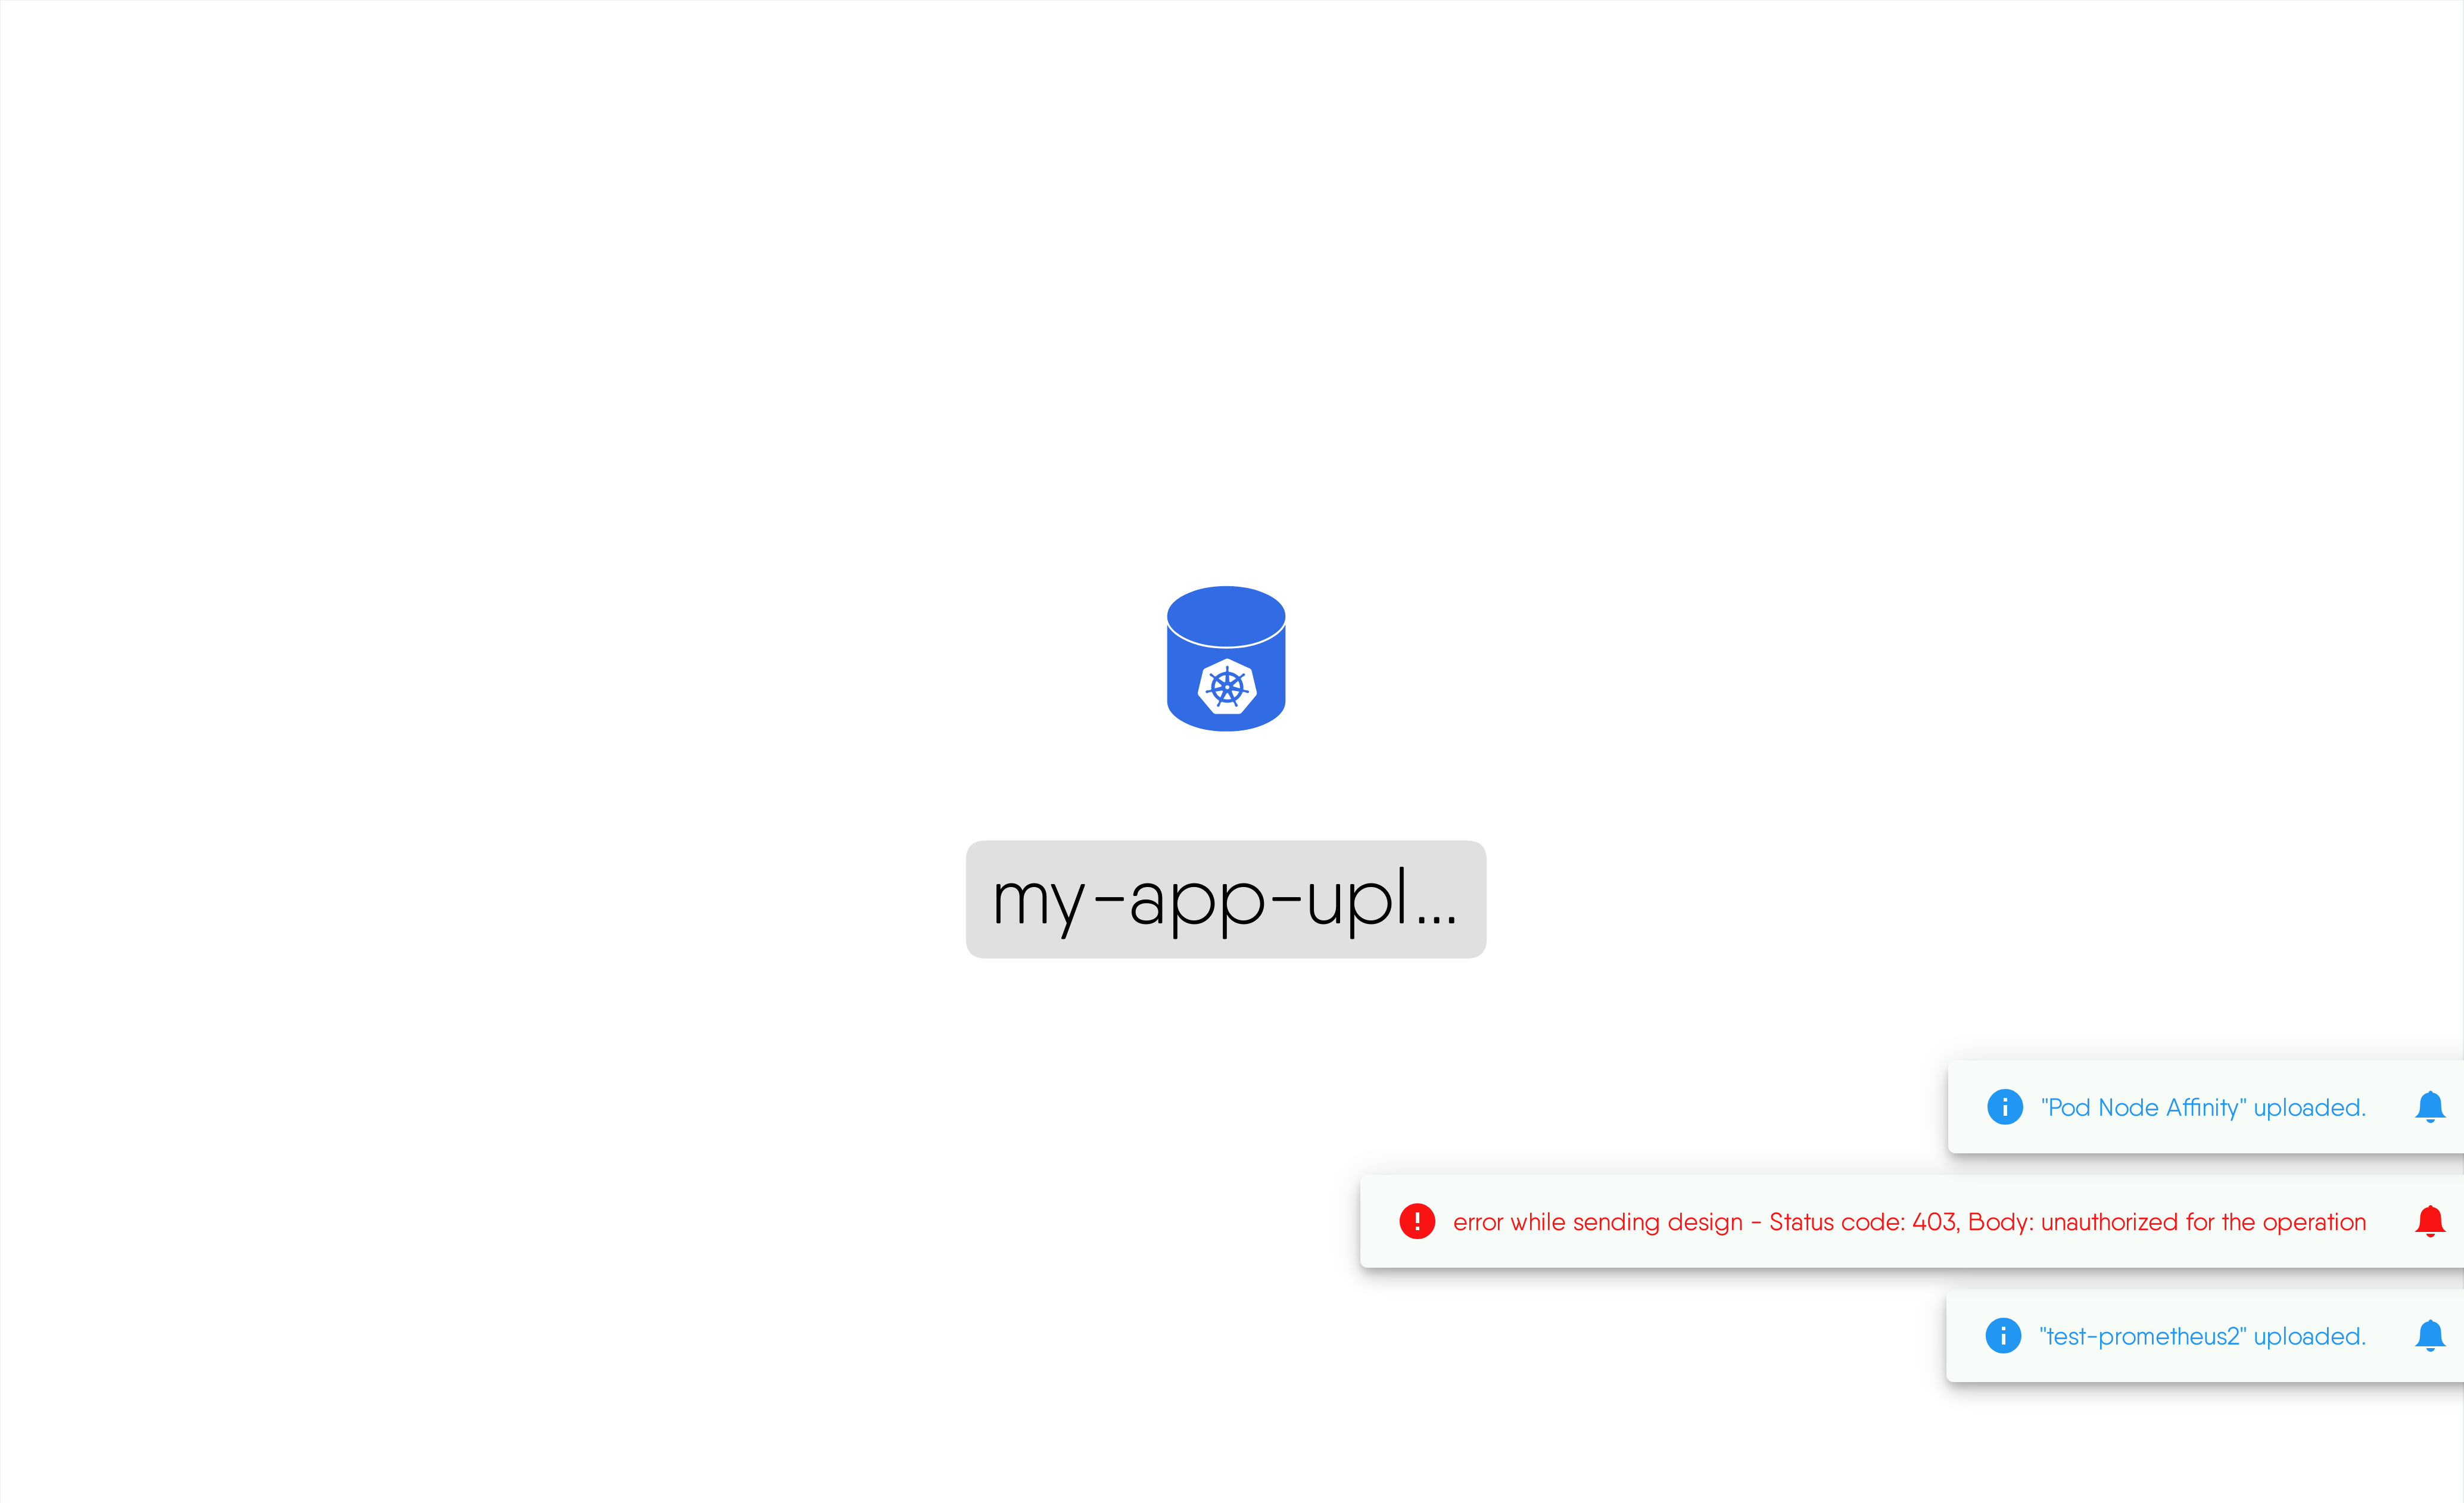 my-app-upl...
"Pod Node Affinity" uploaded.
error while sending design - Status code: 403, Body: unauthorized for the operation
"test-prometheus2" uploaded.